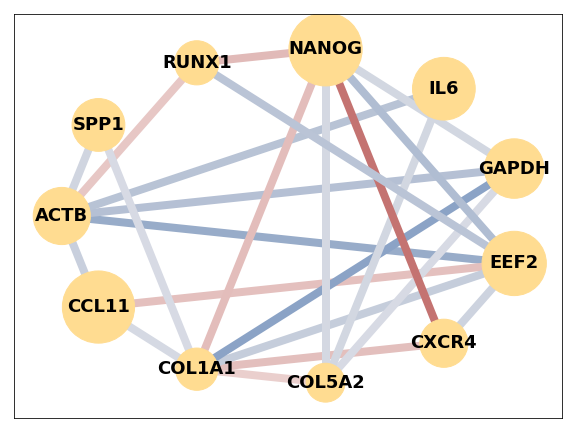 NANOG
RUNX1
IL6
SPP1
GAPDH
ACTB
EEF2
CCL11
CXCR4
COL1A1
COL5A2